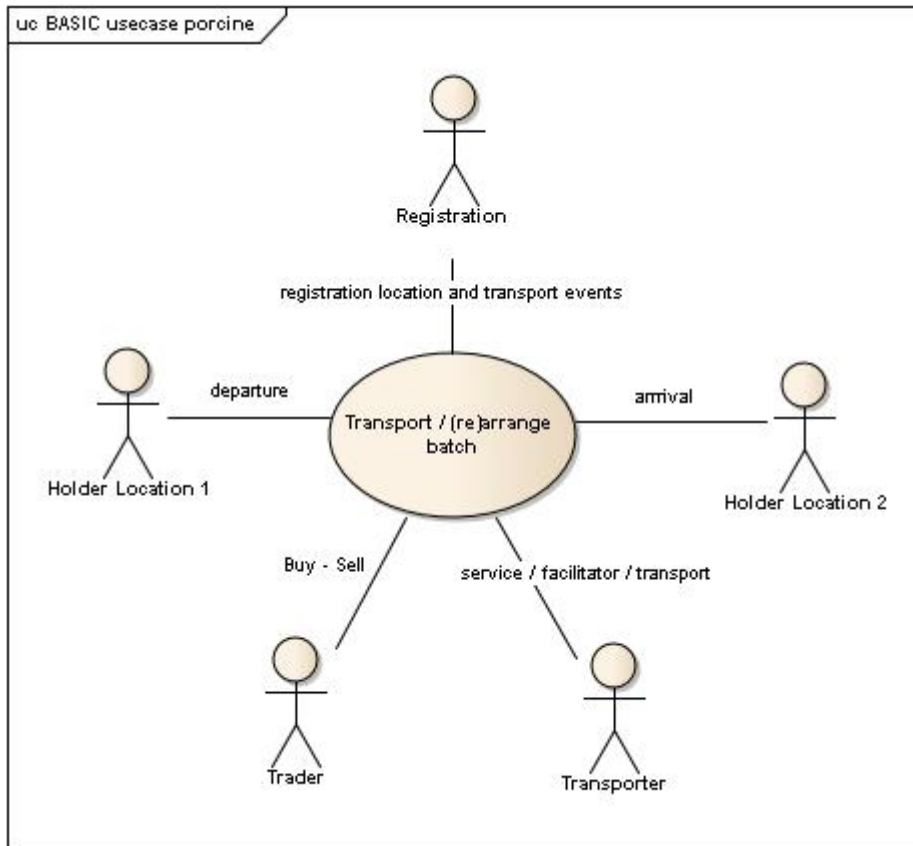 uc BASIC usecase porcine
Registration
registration location and transport events
departure
arrival
Transport / (re)arrange
batch
Holder Location 1
Holder Location 2
Buy - Sell
service / facilitator / transport
Trader
Transporter